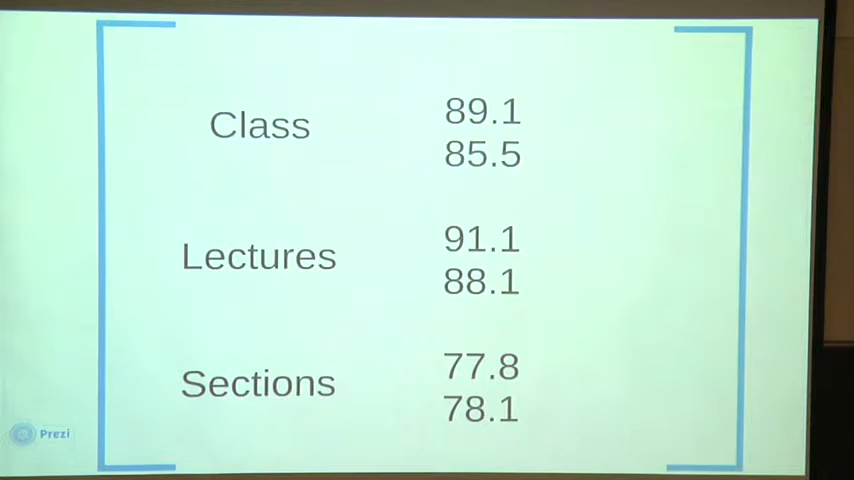 Class
89.1
85.5
Lectures
91.1
88.1
Sections
77.8
78.1
Prezi